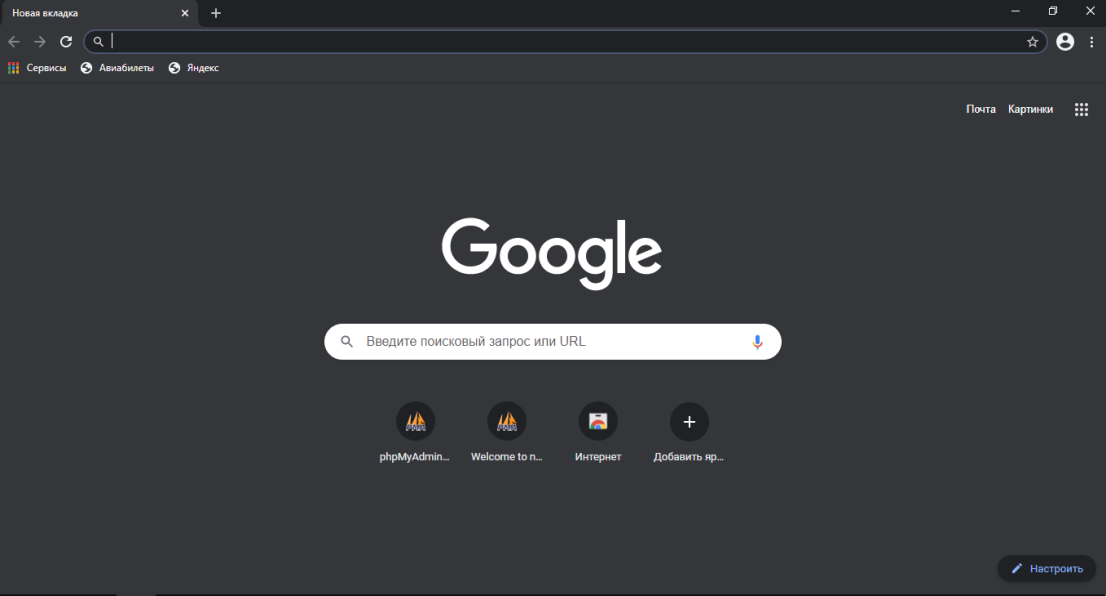 Новая вкладка
Сервисы Авиабилеты Яндекс
Почта Картинки
Google
Введите поисковый запрос или URL
phpMyAdmin... Welcome to n... Интернет Добавить яр...
Настроить